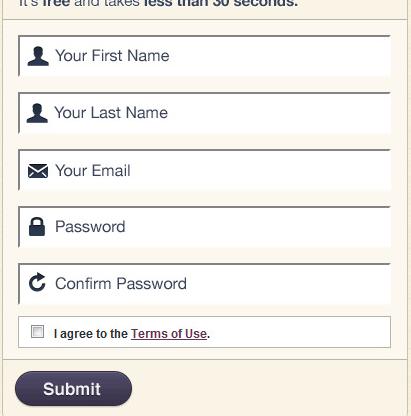 It's free and takes less than 30 seconds.
Your First Name
Your Last Name
Your Email
Password
Confirm Password
I agree to the Terms of Use.
Submit